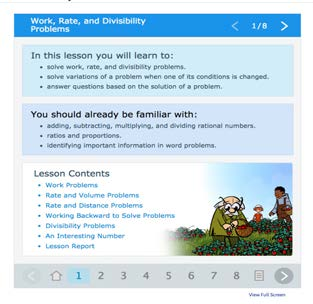 Work, Rate, and Divisibility
Problems
1/8
In this lesson you will learn to:
• solve work, rate, and divisibility problems.
• solve variations of a problem when one of its conditions is changed.
• answer questions based on the solution of a problem.
You should already be familiar with:
• adding, subtracting, multiplying, and dividing rational numbers.
• ratios and proportions.
• identifying important information in word problems.
Lesson Contents
• Work Problems
• Rate and Volume Problems
• Rate and Distance Problems
• Working Backward to Solve Problems
• Divisibility Problems
• An Interesting Number
• Lesson Report
1 2 3 4 5 6 7 8
View Full Screen